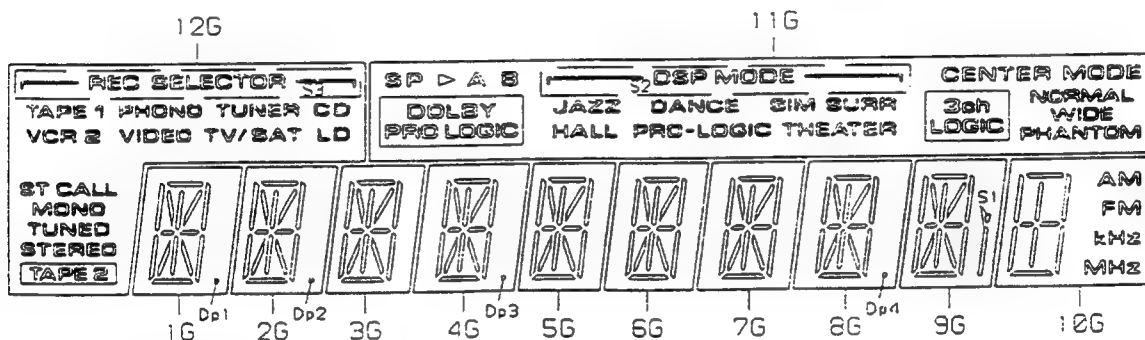 12G 11G
REC SELECTOR S3 SP ▷ A B S2 DSP MODE CENTER MODE
TAPE 1 PHONO TUNER CD DOLBY JAZZ DANCE SIM SURR 3ch NORMAL
VCR 2 VIDEO TV/SAT LD PRO LOGIC HALL PRO-LOGIC THEATER LOGIC WIDE
PHANTOM
ST CALL AM
MONO S1 FM
TUNED kHz
STEREO MHz
TAPE 2
Dp1 Dp2 Dp3 Dp4
1G 2G 3G 4G 5G 6G 7G 8G 9G 10G